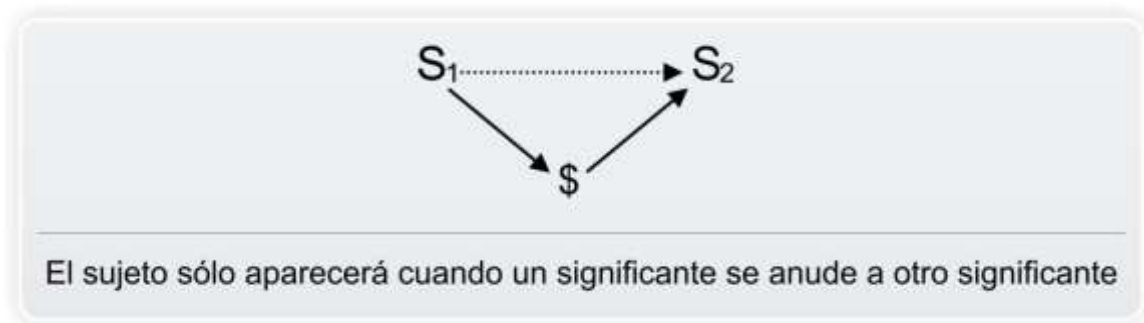 S1 S2
$
El sujeto sólo aparecerá cuando un significante se anude a otro significante